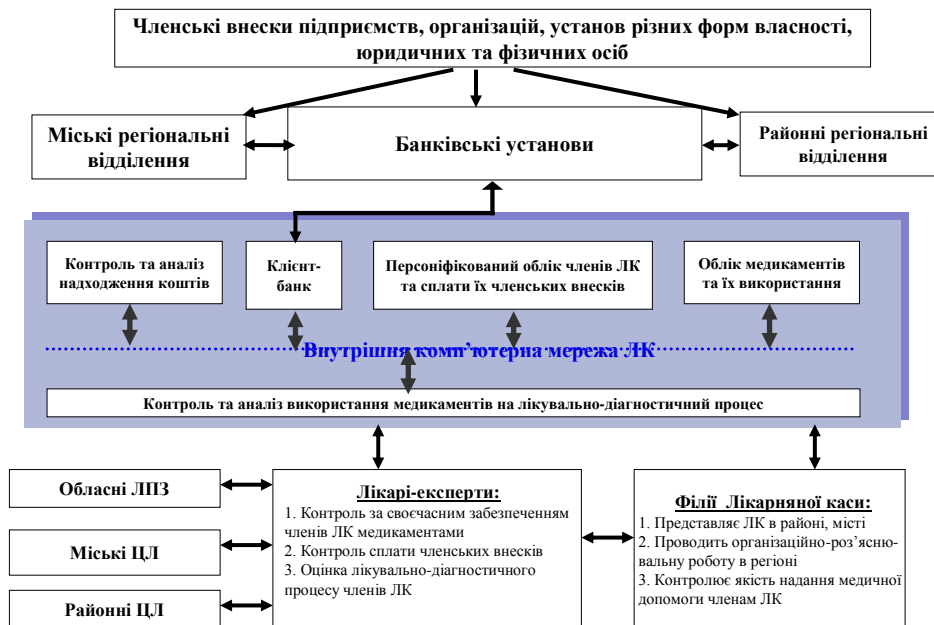 Членські внески підприємств, організацій, установ різних форм власності,
юридичних та фізичних осіб
Міські регіональні
відділення
Банківські установи
Районні регіональні
відділення
Контроль та аналіз
надходження коштів
Клієнт-
банк
Персоніфікований облік членів ЛК
та сплати їх членських внесків
Облік медикаментів
та їх використання
Внутрішня комп’ютерна мережа ЛК
Контроль та аналіз використання медикаментів на лікувально-діагностичний процес
Обласні ЛПЗ
Міські ЦЛ
Районні ЦЛ
Лікарі-експерти:
1. Контроль за своєчасним забезпеченням
членів ЛК медикаментами
2. Контроль сплати членських внесків
3. Оцінка лікувально-діагностичного
процесу членів ЛК
Філії Лікарняної каси:
1. Представляє ЛК в районі, місті
2. Проводить організаційно-роз’ясню-
вальну роботу в регіоні
3. Контролює якість надання медичної
допомоги членам ЛК